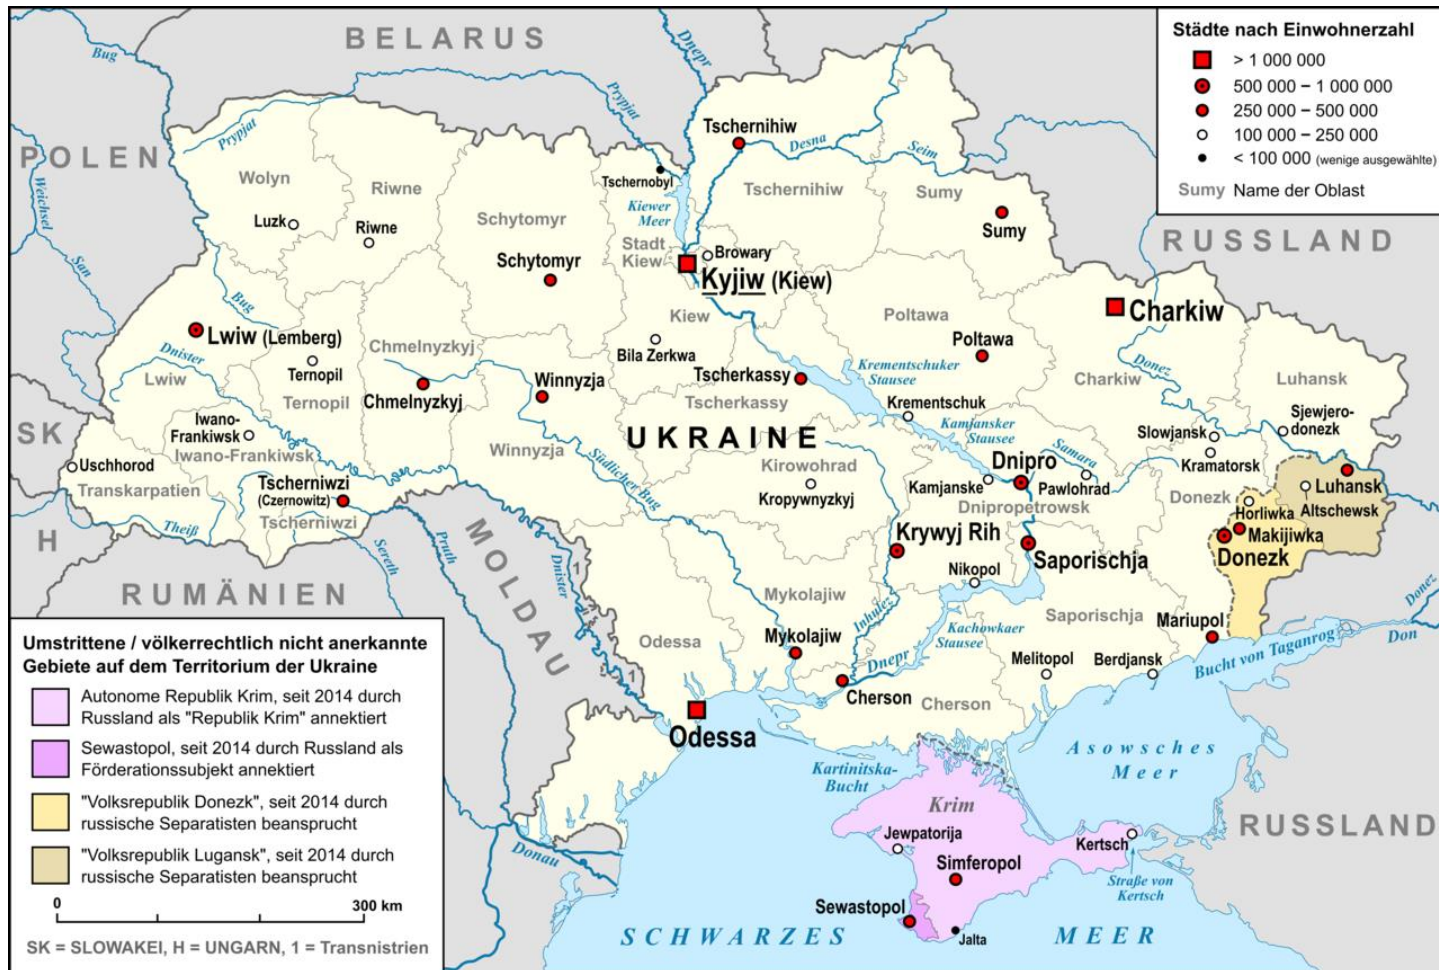 BELARUS
Bug
Dnepr
Prypjat
Prypjat
POLEN
Weichsel
San
Wolyn
Luzk
Riwne
Riwne
Schytomyr
Schytomyr
Tschernobyl
Kiewer
Meer
Stadt
Kiew
Tschernihiw
Desna
Seim
Tschernihiw
Sumy
Sumy
Browary
Kyjiw (Kiew)
Kiew
Bila Zerkwa
RUSSLAND
Städte nach Einwohnerzahl
> 1 000 000
500 000 – 1 000 000
250 000 – 500 000
100 000 – 250 000
< 100 000 (wenige ausgewählte)
Sumy Name der Oblast
Bug
Lwiw (Lemberg)
Dnister
Lwiw
Ternopil
Ternopil
Chmelnyzkyj
Chmelnyzkyj
Winnyzja
Winnyzja
Tscherkassy
Tscherkassy
Poltawa
Poltawa
Krementschuker
Stausee
Krementschuk
Kamjansker
Stausee
Charkiw
Charkiw
Donez
Luhansk
Sjewjero-
donezk
Slowjansk
Kramatorsk
SK
Uschhorod
Transkarpatien
Iwano-
Frankiwsk
Iwano-Frankiwsk
Tscherniwzi
(Czernowitz)
Tscherniwzi
Theiß
H
Sereth
Pruth
UKRAINE
Südlicher Bug
Kirowohrad
Kropywnyzkyj
Dnipro
Samara
Kamjanske
Pawlohrad
Dnipropetrowsk
Donezk
Luhansk
Horliwka
Altschewsk
Makijiwka
Donezk
Krywyj Rih
Saporischja
Nikopol
Saporischja
RUMÄNIEN
MOLDAU
Dnister
1
1
Odessa
Mykolajiw
Mykolajiw
Inhulez
Kachowkaer
Stausee
Dnepr
Cherson
Cherson
Melitopol
Berdjansk
Mariupol
Bucht von Taganrog
Donez
Don
Odessa
Kartinitska-
Bucht
Asowsches
Meer
Krim
Jewpatorija
Simferopol
Sewastopol
Jalta
Kertsch
Straße von
Kertsch
RUSSLAND
Donau
SCHWARZES MEER
Umstrittene / völkerrechtlich nicht anerkannte
Gebiete auf dem Territorium der Ukraine
Autonome Republik Krim, seit 2014 durch
Russland als "Republik Krim" annektiert
Sewastopol, seit 2014 durch Russland als
Förderationssubjekt annektiert
"Volksrepublik Donezk", seit 2014 durch
russische Separatisten beansprucht
"Volksrepublik Lugansk", seit 2014 durch
russische Separatisten beansprucht
0 300 km
SK = SLOWAKEI, H = UNGARN, 1 = Transnistrien